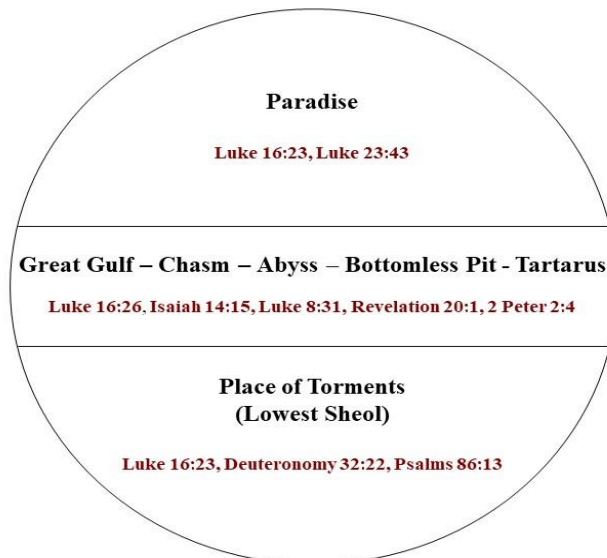 Paradise
Luke 16:23, Luke 23:43
Great Gulf – Chasm – Abyss – Bottomless Pit - Tartarus
Luke 16:26, Isaiah 14:15, Luke 8:31, Revelation 20:1, 2 Peter 2:4
Place of Torments
(Lowest Sheol)
Luke 16:23, Deuteronomy 32:22, Psalms 86:13